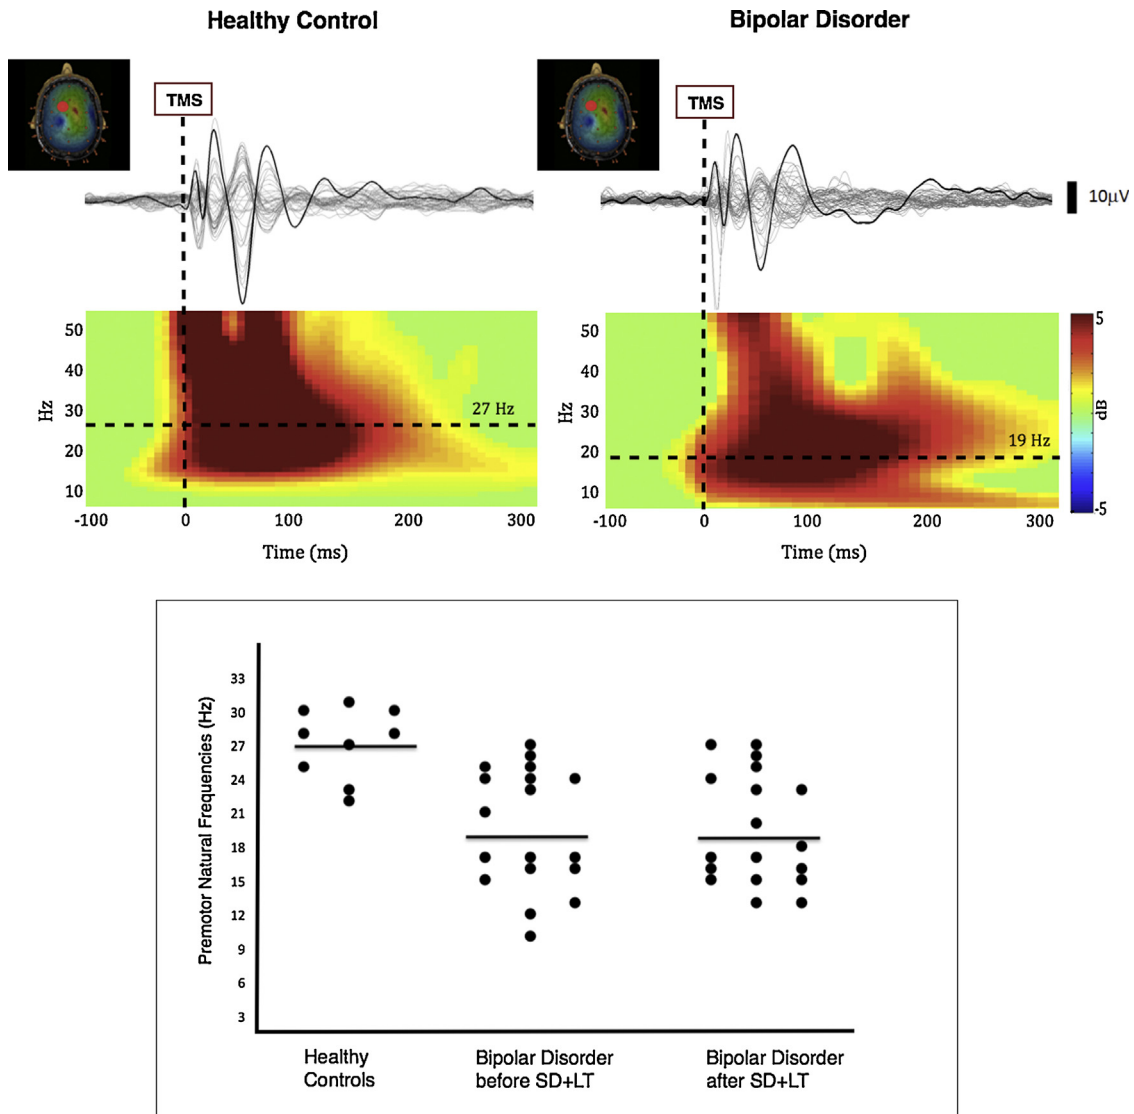 Healthy Control
Bipolar Disorder
TMS
TMS
10μV
50
40
30
20
10
Hz
27 Hz
-100 0 100 200 300
Time (ms)
50
40
30
20
10
Hz
19 Hz
-100 0 100 200 300
Time (ms)
5
dB
-5
Premotor Natural Frequencies (Hz)
33
30
27
24
21
18
15
12
9
6
3
Healthy
Controls
Bipolar Disorder
before SD+LT
Bipolar Disorder
after SD+LT